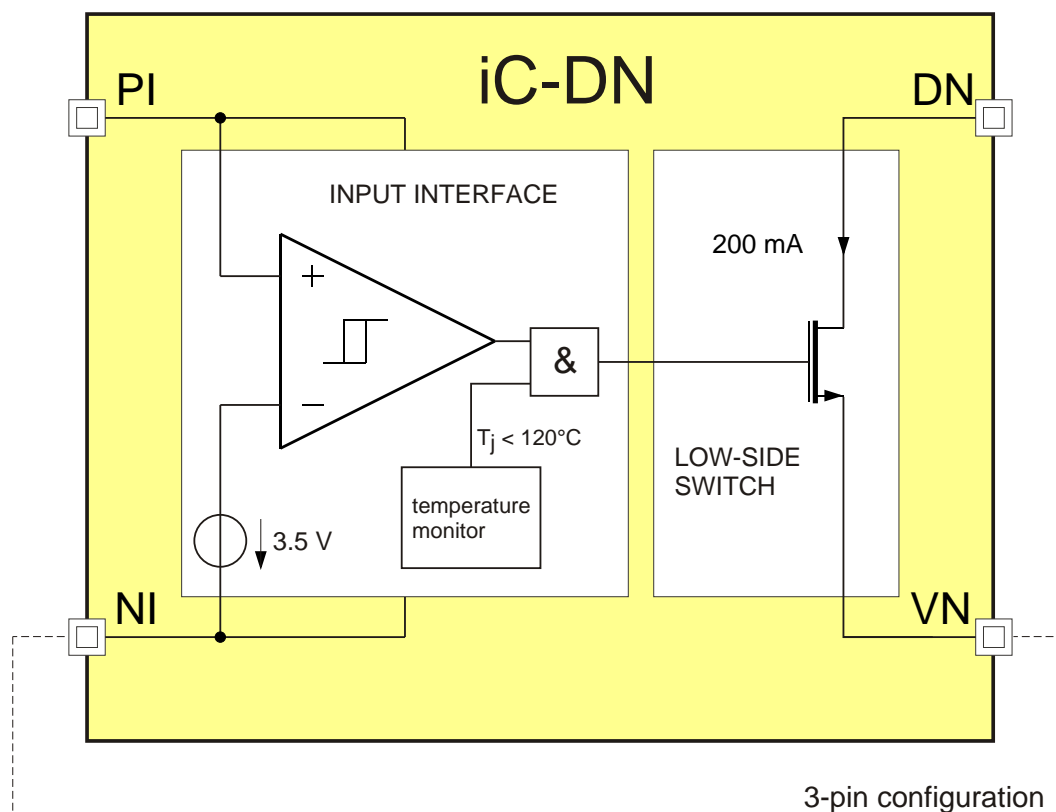 iC-DN
PI
DN
INPUT INTERFACE
200 mA
+
&
−
Tj < 120°C
LOW-SIDE
SWITCH
temperature
monitor
3.5 V
NI
VN
3-pin configuration